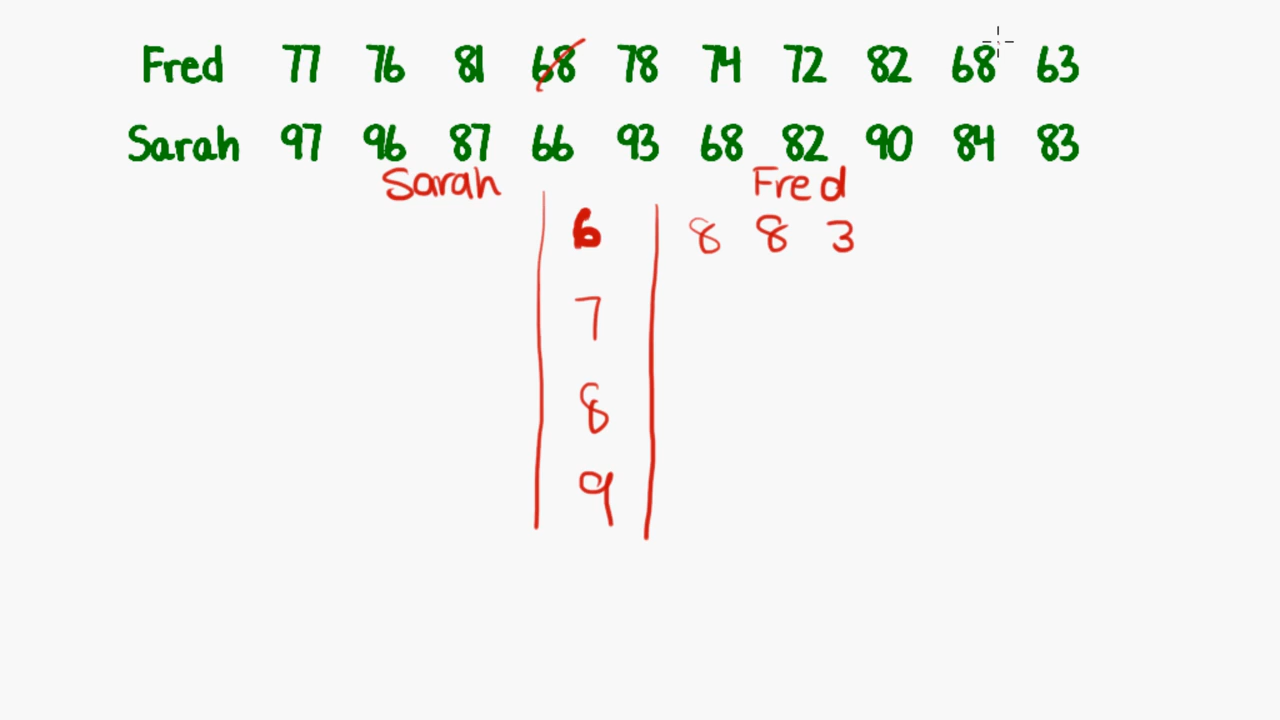 Fred 77 76 81 68 78 74 72 82 68 63
Sarah 97 96 87 66 93 68 82 90 84 83
Sarah Fred
6 8 8 3
7
8
9